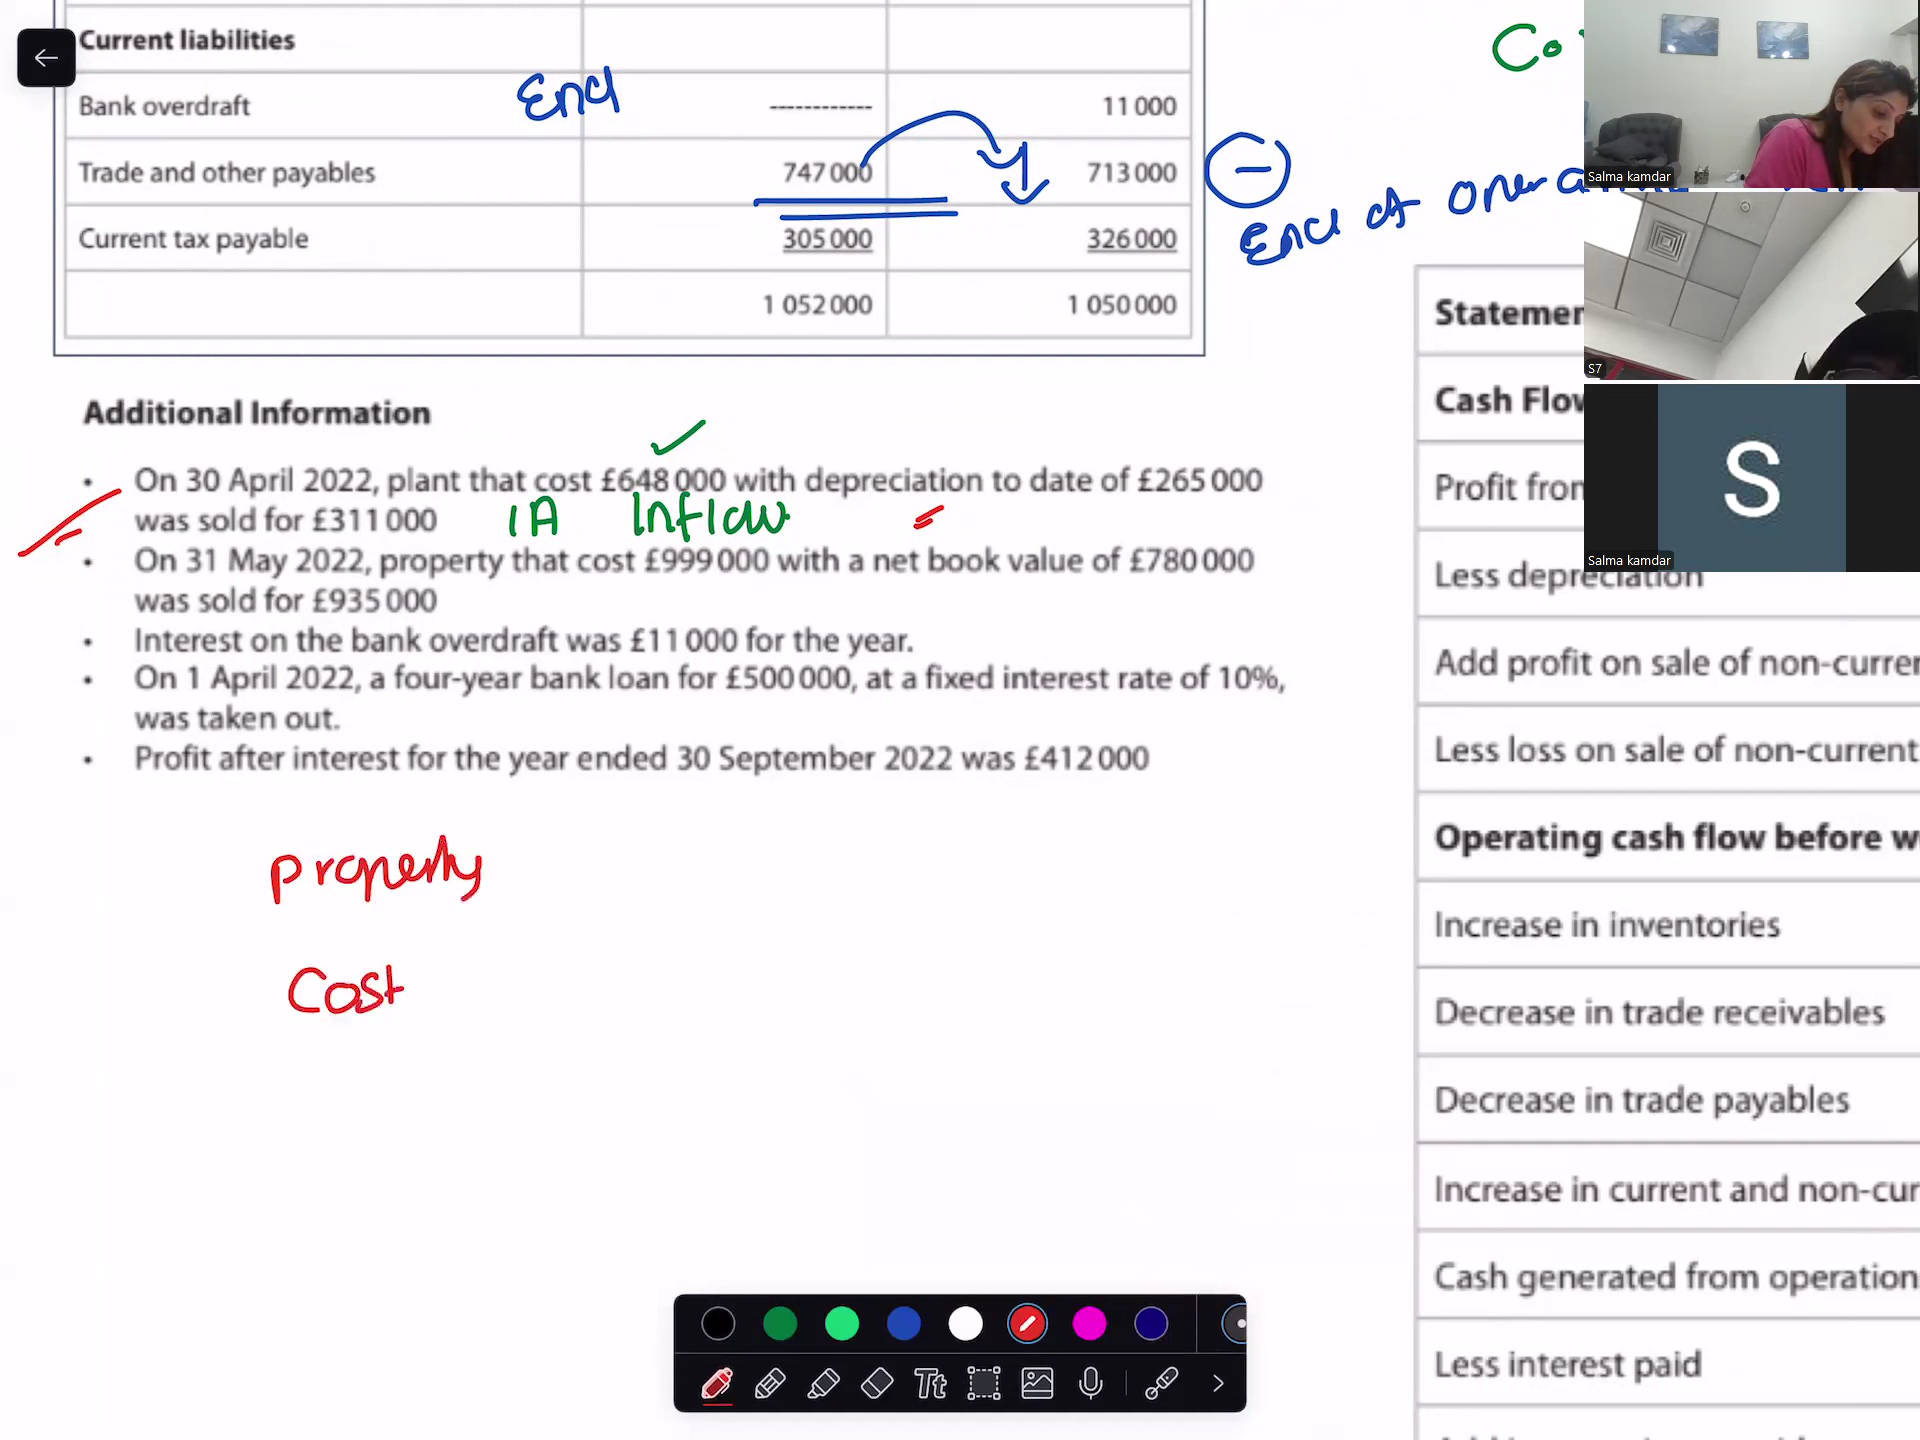 Current liabilities
Bank overdraft End ------------ 11 000
Trade and other payables 747 000 713 000
Current tax payable 305 000 326 000
End of
1 052 000 1 050 000
Additional Information
• On 30 April 2022, plant that cost £648 000 with depreciation to date of £265 000
was sold for £311 000 IA Inflow
• On 31 May 2022, property that cost £999 000 with a net book value of £780 000
was sold for £935 000
• Interest on the bank overdraft was £11 000 for the year.
• On 1 April 2022, a four-year bank loan for £500 000, at a fixed interest rate of 10%,
was taken out.
• Profit after interest for the year ended 30 September 2022 was £412 000
property
Cost
Co
Statemen
Cash Flow
Profit from
Less depreciation
Add profit on sale of non-curren
Less loss on sale of non-current
Operating cash flow before w
Increase in inventories
Decrease in trade receivables
Decrease in trade payables
Increase in current and non-cur
Cash generated from operation
Less interest paid
Salma kamdar
S7
S
Salma kamdar
Tt